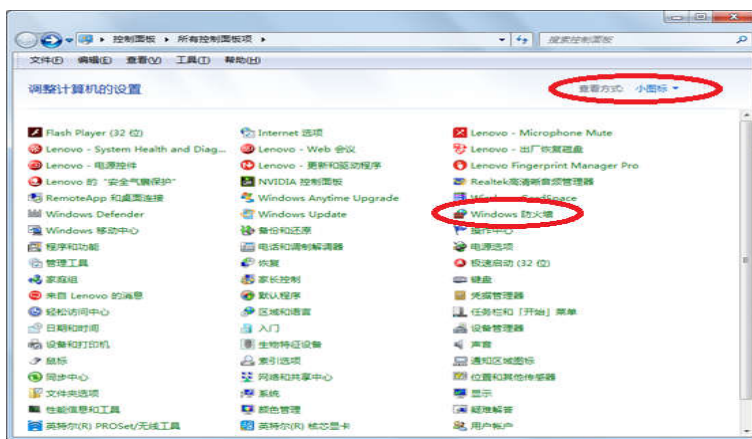 控制面板 ▸ 所有控制面板项 ▸ 搜索控制面板
文件(F) 编辑(E) 查看(V) 工具(T) 帮助(H)
调整计算机的设置 查看方式: 小图标
Flash Player (32 位) Internet 选项 Lenovo - Microphone Mute
Lenovo - System Health and Diag... Lenovo - Web 会议 Lenovo - 出厂恢复磁盘
Lenovo - 电源控件 Lenovo - 更新和驱动程序 Lenovo Fingerprint Manager Pro
Lenovo 的 "安全气囊保护" NVIDIA 控制面板 Realtek高清晰音频管理器
RemoteApp 和桌面连接 Windows Anytime Upgrade Windows CardSpace
Windows Defender Windows Update Windows 防火墙
Windows 移动中心 备份和还原 操作中心
程序和功能 电话和调制解调器 电源选项
管理工具 恢复 极速启动 (32 位)
家庭组 家长控制 键盘
来自 Lenovo 的消息 默认程序 凭据管理器
轻松访问中心 区域和语言 任务栏和「开始」菜单
日期和时间 入门 设备管理器
设备和打印机 生物特征设备 声音
鼠标 索引选项 通知区域图标
同步中心 网络和共享中心 位置和其他传感器
文件夹选项 系统 显示
性能信息和工具 颜色管理 疑难解答
英特尔(R) PROSet/无线工具 英特尔(R) 核芯显卡 用户帐户